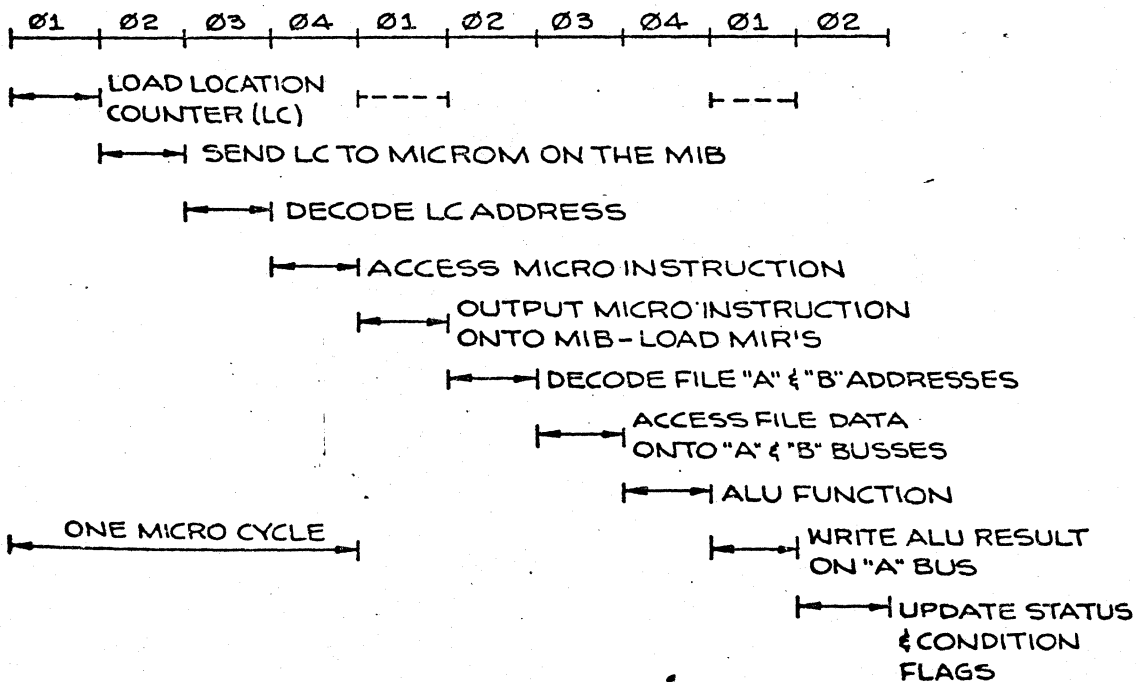 Ø1 Ø2 Ø3 Ø4 Ø1 Ø2 Ø3 Ø4 Ø1 Ø2
LOAD LOCATION
COUNTER (LC)
SEND LC TO MICROM ON THE MIB
DECODE LC ADDRESS
ACCESS MICRO INSTRUCTION
OUTPUT MICRO INSTRUCTION
ONTO MIB-LOAD MIR'S
DECODE FILE "A" & "B" ADDRESSES
ACCESS FILE DATA
ONTO "A" & "B" BUSSES
ALU FUNCTION
ONE MICRO CYCLE
WRITE ALU RESULT
ON "A" BUS
UPDATE STATUS
& CONDITION
FLAGS